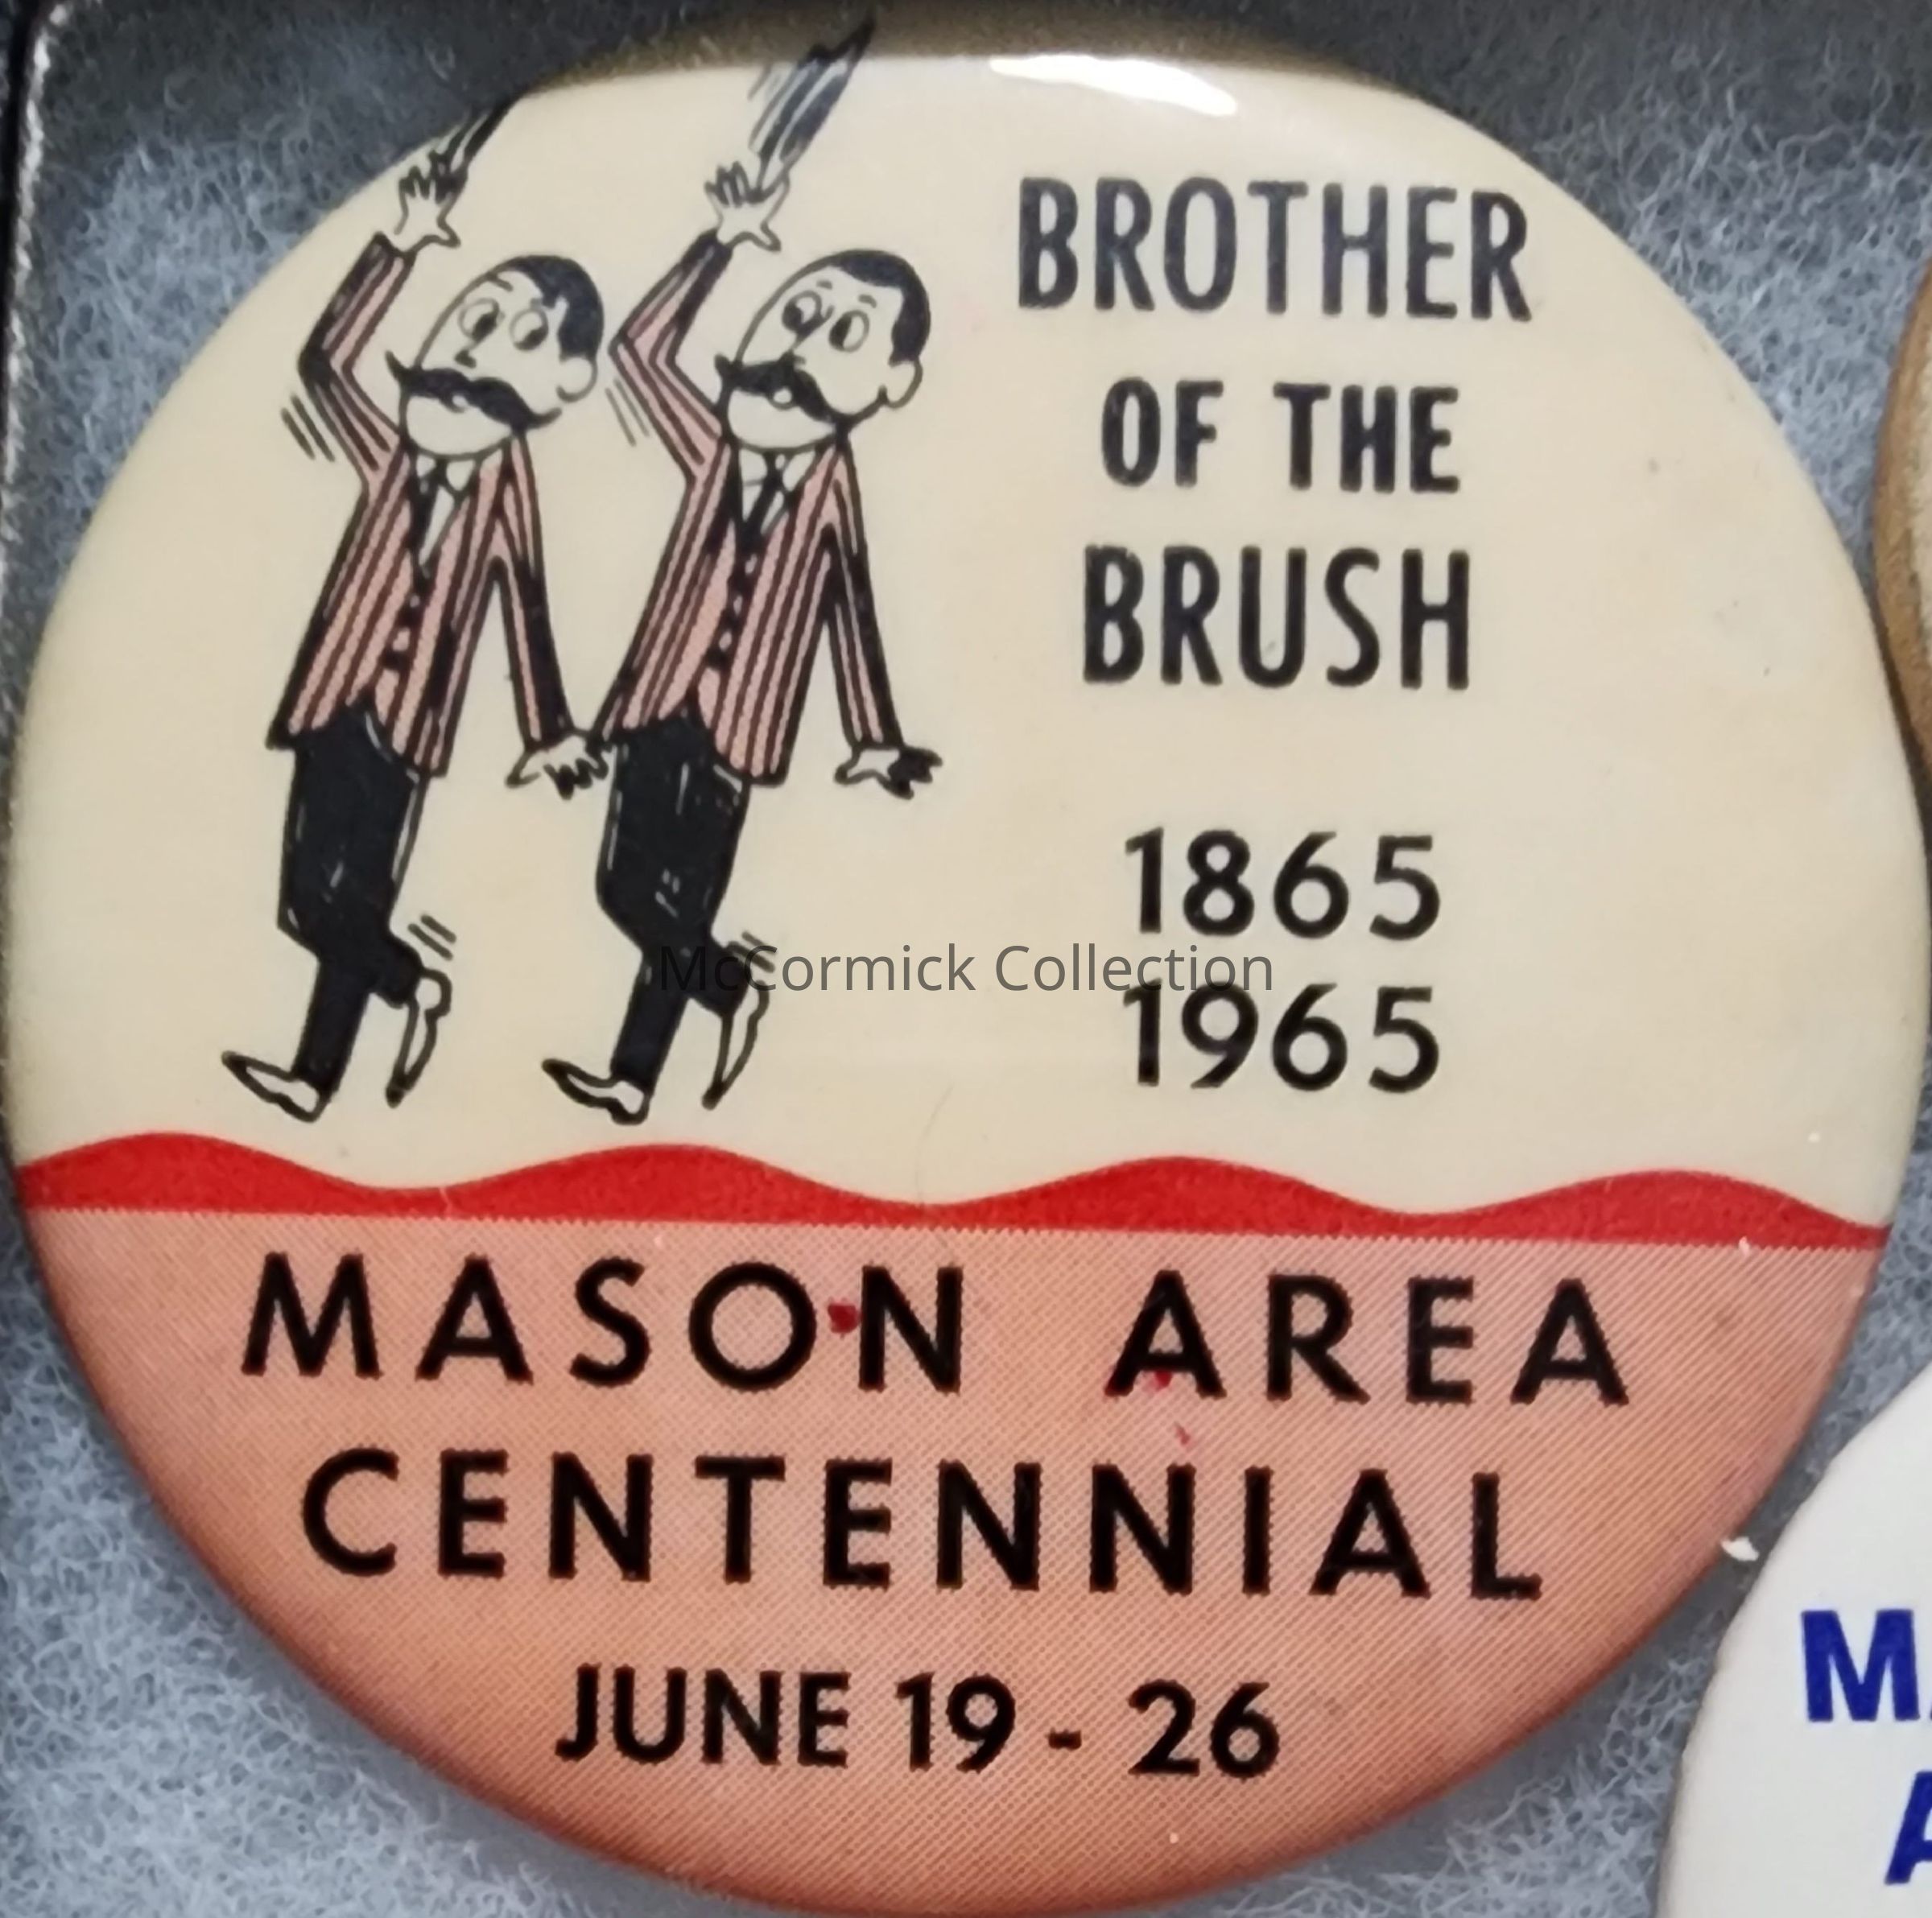 BROTHER
OF THE
BRUSH
1865
McCormick Collection
1965
MASON AREA
CENTENNIAL
JUNE 19 - 26